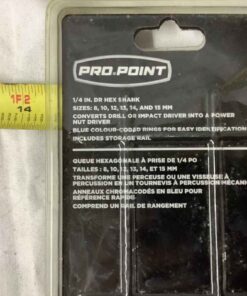 1F2
14
PRO.POINT
1/4 IN. DR HEX SHANK
SIZES: 8, 10, 12, 13, 14, AND 15 MM
CONVERTS DRILL OR IMPACT DRIVER INTO A POWER
NUT DRIVER
BLUE COLOUR-CODED RINGS FOR EASY IDENTIFICATION
INCLUDES STORAGE RAIL
QUEUE HEXAGONALE À PRISE DE 1/4 PO
TAILLES : 8, 10, 12, 13, 14, ET 15 MM
TRANSFORME UNE PERCEUSE OU UNE VISSEUSE À
PERCUSSION EN UN TOURNEVIS À PERCUSSION
ANNEAUX CHROMACODÉS EN BLEU POUR
RÉFÉRENCE RAPIDE
COMPREND UN RAIL DE RANGEMENT